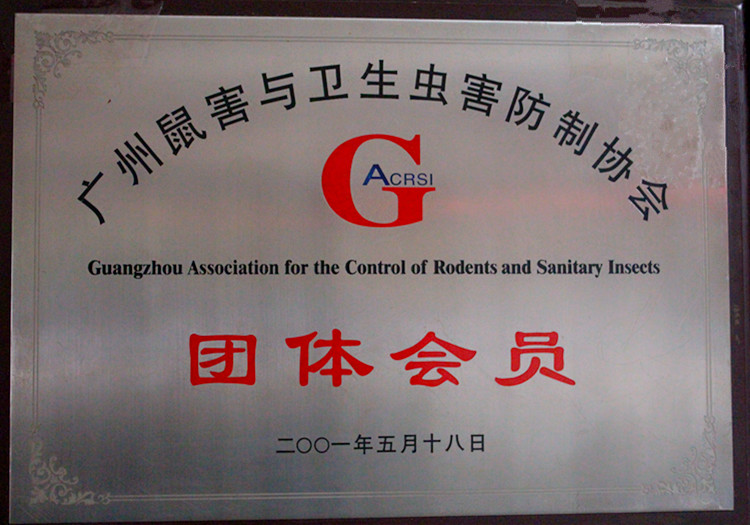 广州鼠害与卫生虫害防制协会
GACRSI
Guangzhou Association for the Control of Rodents and Sanitary Insects
团体会员
二〇〇一年五月十八日